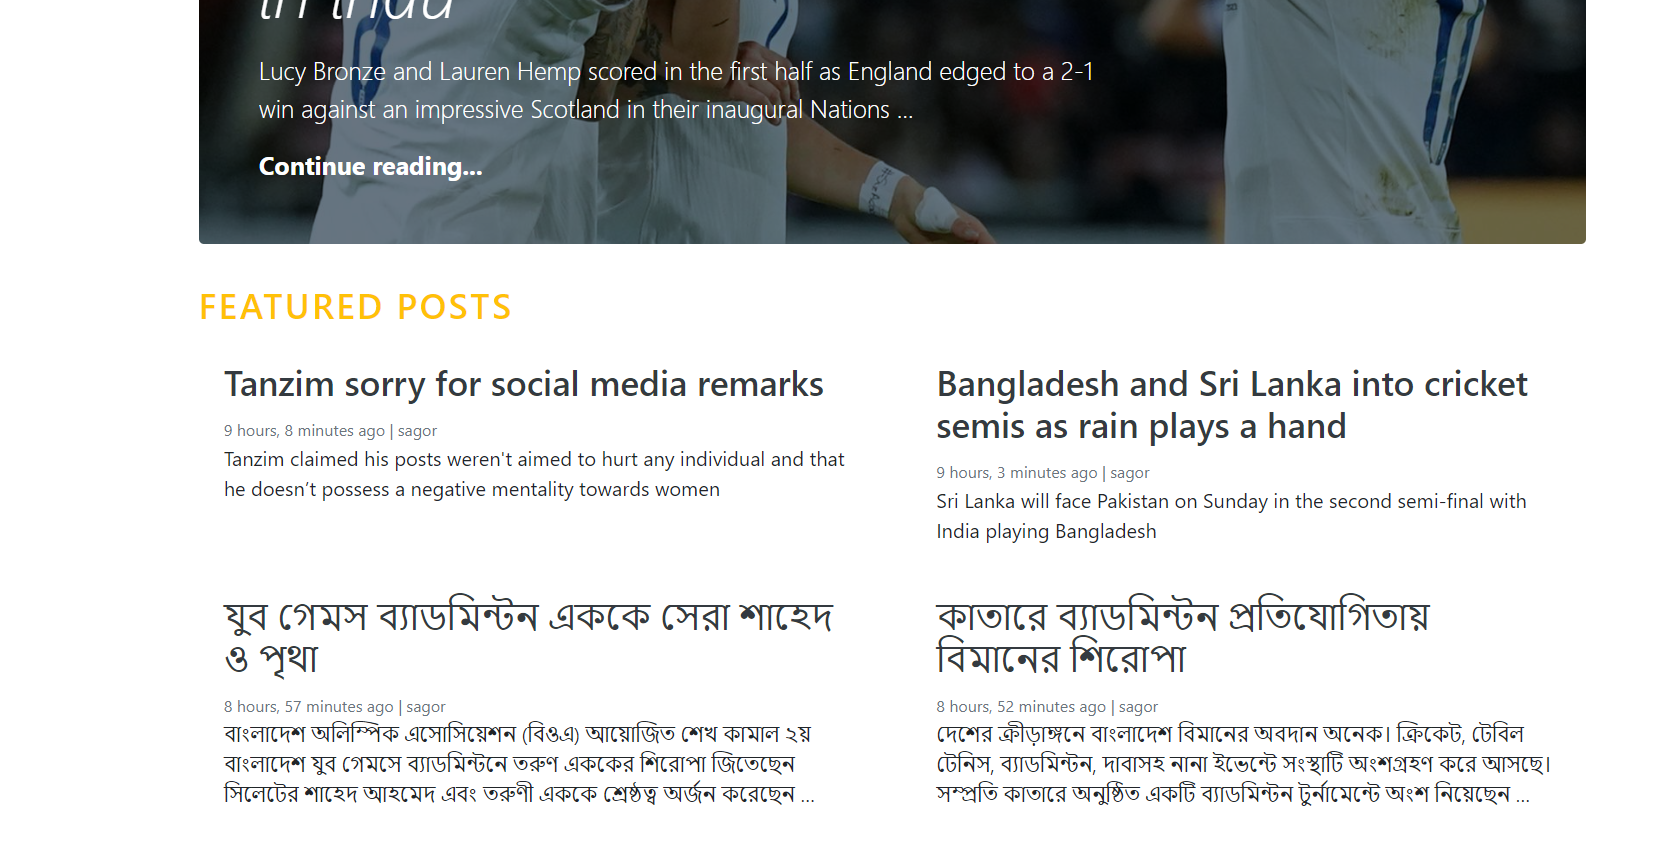 Lucy Bronze and Lauren Hemp scored in the first half as England edged to a 2-1
win against an impressive Scotland in their inaugural Nations ...
Continue reading...
FEATURED POSTS
Tanzim sorry for social media remarks
9 hours, 8 minutes ago | sagor
Tanzim claimed his posts weren't aimed to hurt any individual and that
he doesn’t possess a negative mentality towards women
Bangladesh and Sri Lanka into cricket
semis as rain plays a hand
9 hours, 3 minutes ago | sagor
Sri Lanka will face Pakistan on Sunday in the second semi-final with
India playing Bangladesh
যুব গেমস ব্যাডমিন্টন এককে সেরা শাহেদ
ও পৃথা
8 hours, 57 minutes ago | sagor
বাংলাদেশ অলিম্পিক এসোসিয়েশন (বিওএ) আয়োজিত শেখ কামাল ২য়
বাংলাদেশ যুব গেমসে ব্যাডমিন্টনে তরুণ এককের শিরোপা জিতেছেন
সিলেটের শাহেদ আহমেদ এবং তরুণী এককে শ্রেষ্ঠত্ব অর্জন করেছেন ...
কাতারে ব্যাডমিন্টন প্রতিযোগিতায়
বিমানের শিরোপা
8 hours, 52 minutes ago | sagor
দেশের ক্রীড়াঙ্গনে বাংলাদেশ বিমানের অবদান অনেক। ক্রিকেট, টেবিল
টেনিস, ব্যাডমিন্টন, দাবাসহ নানা ইভেন্টে সংস্থাটি অংশগ্রহণ করে আসছে।
সম্প্রতি কাতারে অনুষ্ঠিত একটি ব্যাডমিন্টন টুর্নামেন্টে অংশ নিয়েছেন ...